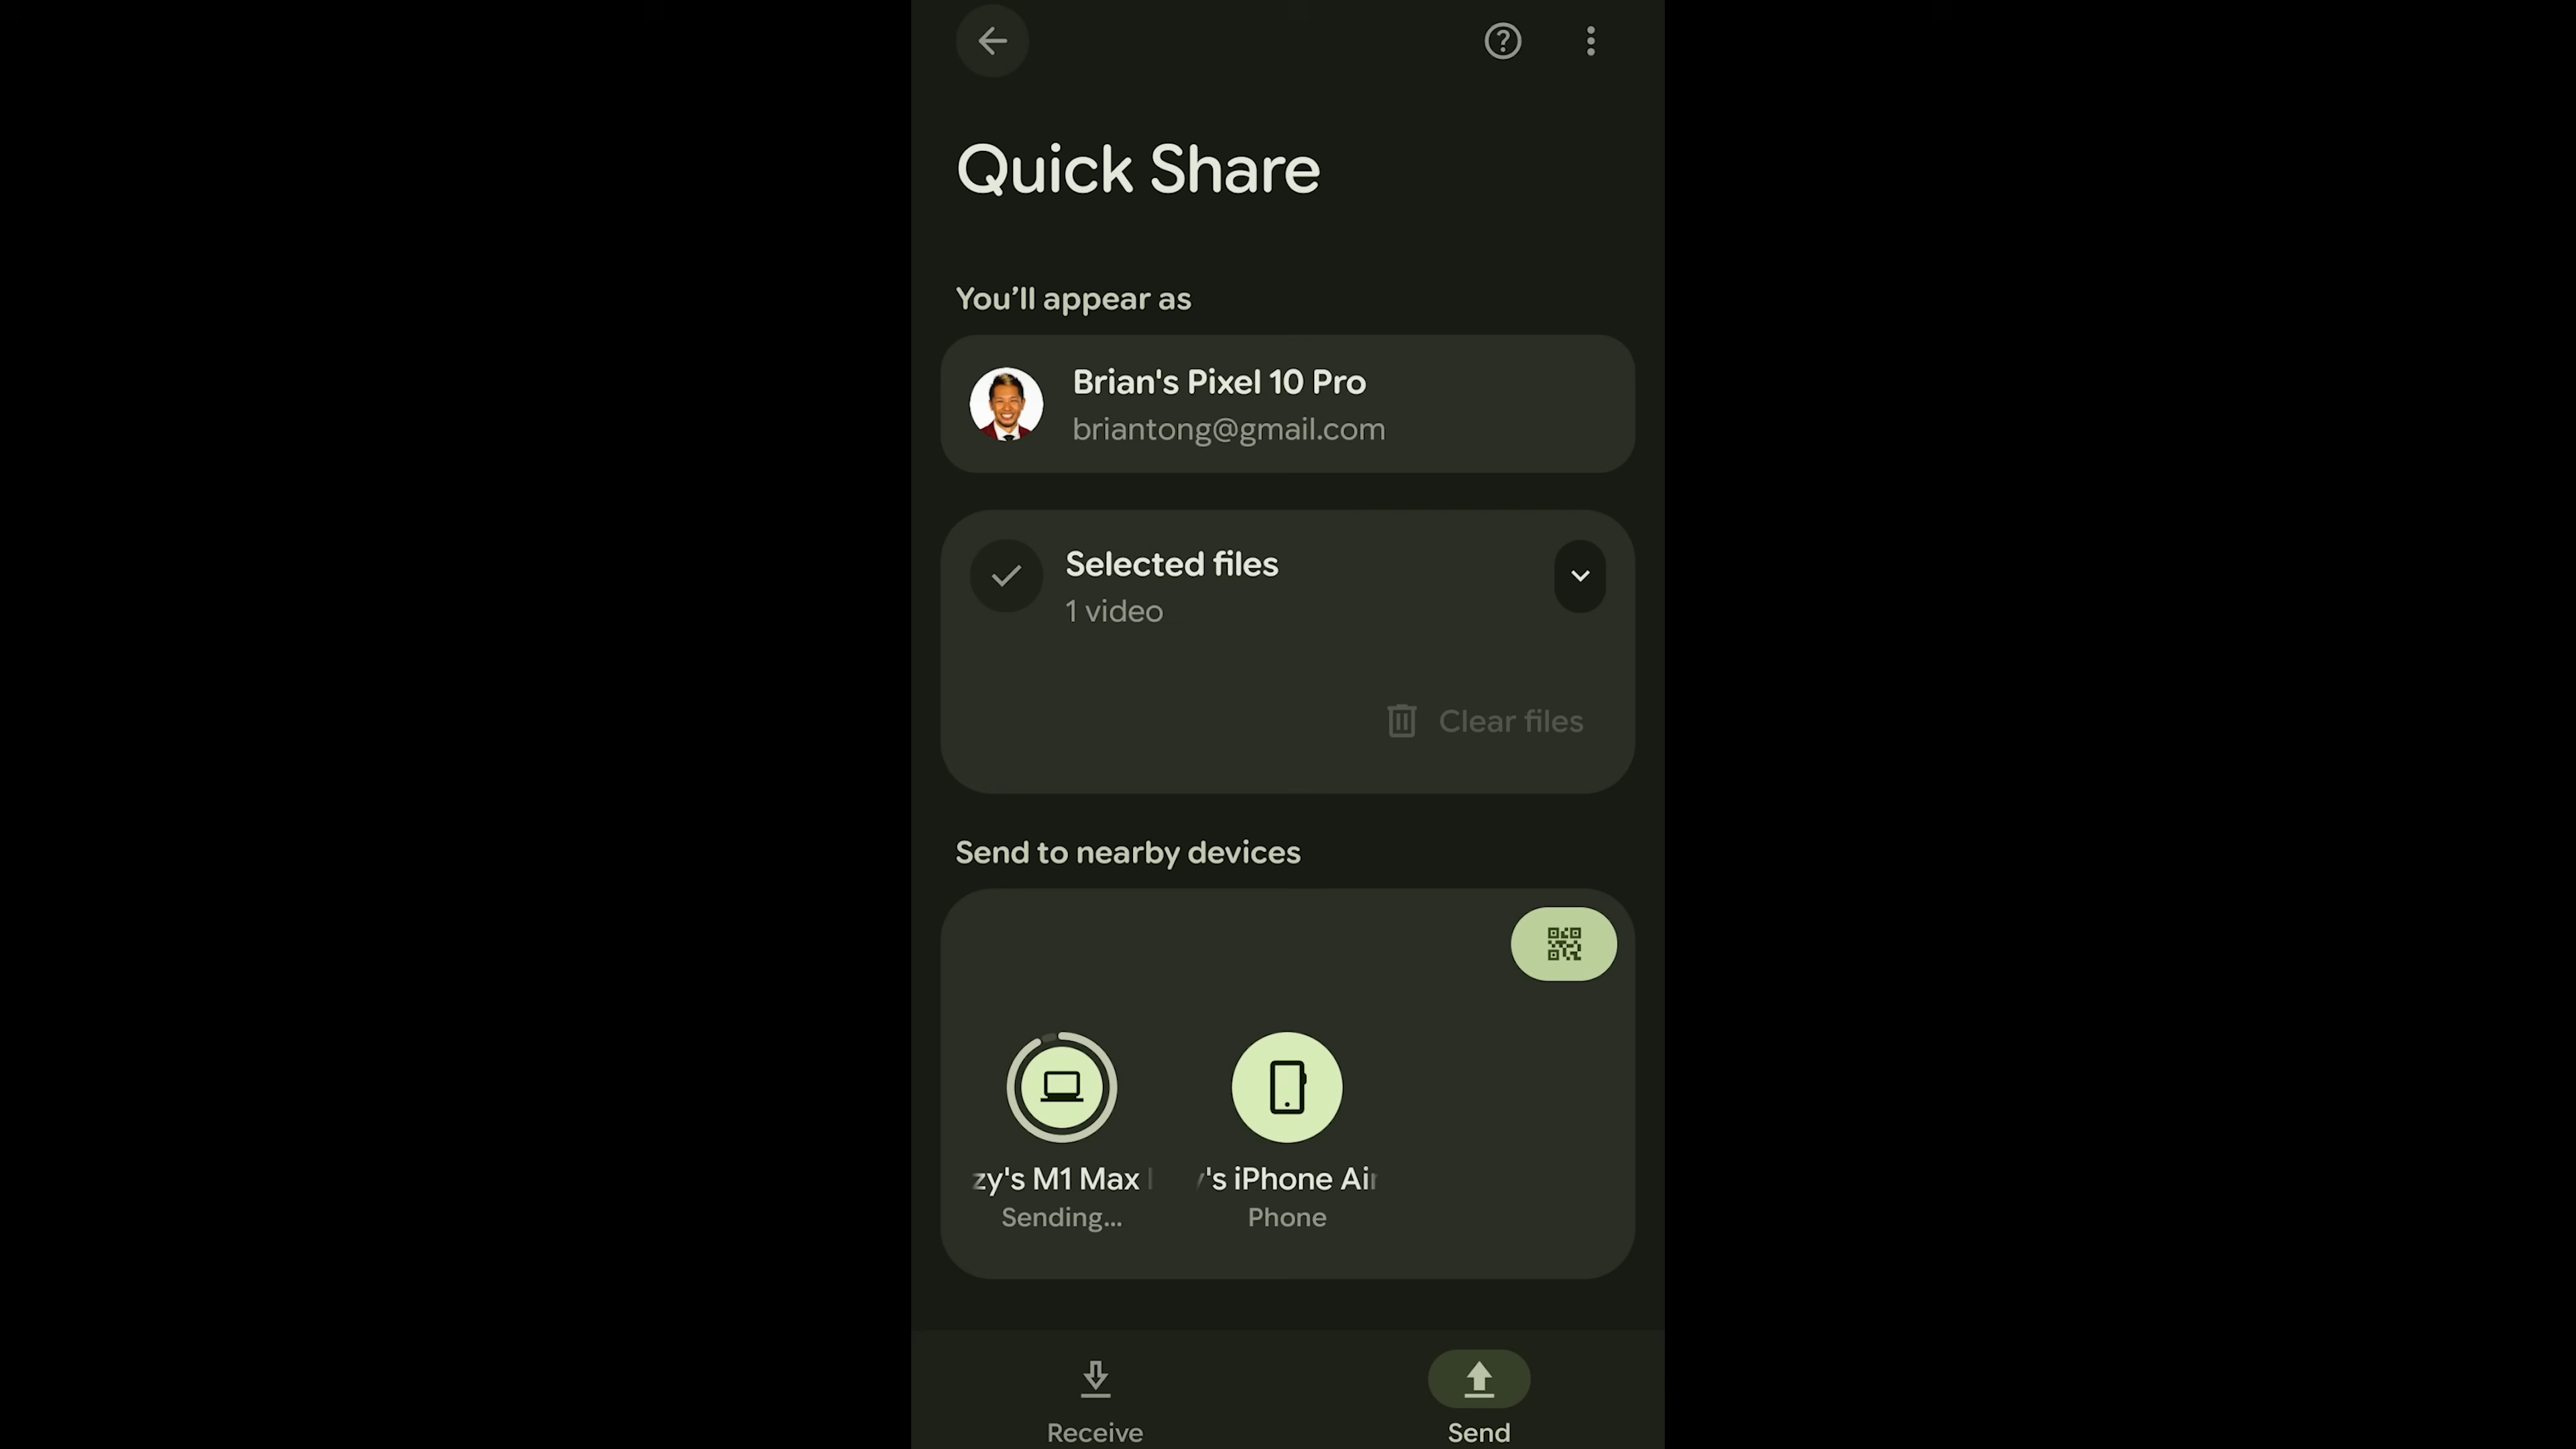 Quick Share
You’ll appear as
Brian's Pixel 10 Pro
briantong@gmail.com
Selected files
1 video
Clear files
Send to nearby devices
zy's M1 Max
's iPhone Air
Sending...
Phone
Receive
Send